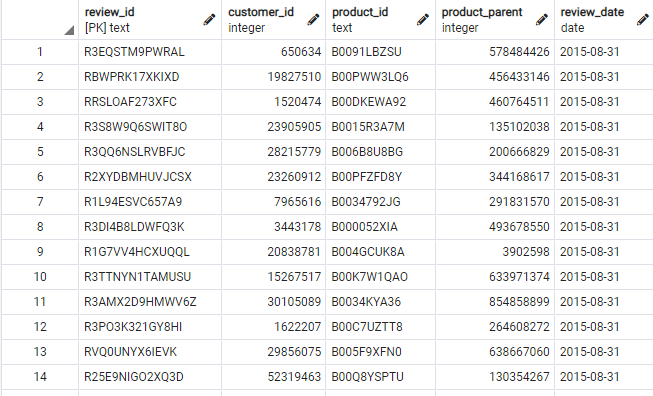 review_id customer_id product_id product_parent review_date
[PK] text integer text integer date
1 R3EQSTM9PWRAL 650634 B0091LBZSU 578484426 2015-08-31
2 RBWPRK17XKIXD 19827510 B00PWW3LQ6 456433146 2015-08-31
3 RRSLOAF273XFC 1520474 B00DKEWA92 460764511 2015-08-31
4 R3S8W9Q6SWIT8O 23905905 B0015R3A7M 135102038 2015-08-31
5 R3QQ6NSLRVBFJC 28215779 B006B8U8BG 200666829 2015-08-31
6 R2XYDBMHUVJCSX 23260912 B00PFZFD8Y 344168617 2015-08-31
7 R1L94ESVC657A9 7965616 B0034792JG 291831570 2015-08-31
8 R3DI4B8LDWFQ3K 3443178 B000052XIA 493678550 2015-08-31
9 R1G7VV4HCXUQQL 20838781 B004GCUK8A 3902598 2015-08-31
10 R3TTNYN1TAMUSU 15267517 B00K7W1QAO 633971374 2015-08-31
11 R3AMX2D9HMWV6Z 30105089 B0034KYA36 854858899 2015-08-31
12 R3PO3K321GY8HI 1622207 B00C7UZTT8 264608272 2015-08-31
13 RVQ0UNYX6IEVK 29856075 B005F9XFN0 638667060 2015-08-31
14 R25E9NIGO2XQ3D 52319463 B00Q8YSPTU 130354267 2015-08-31